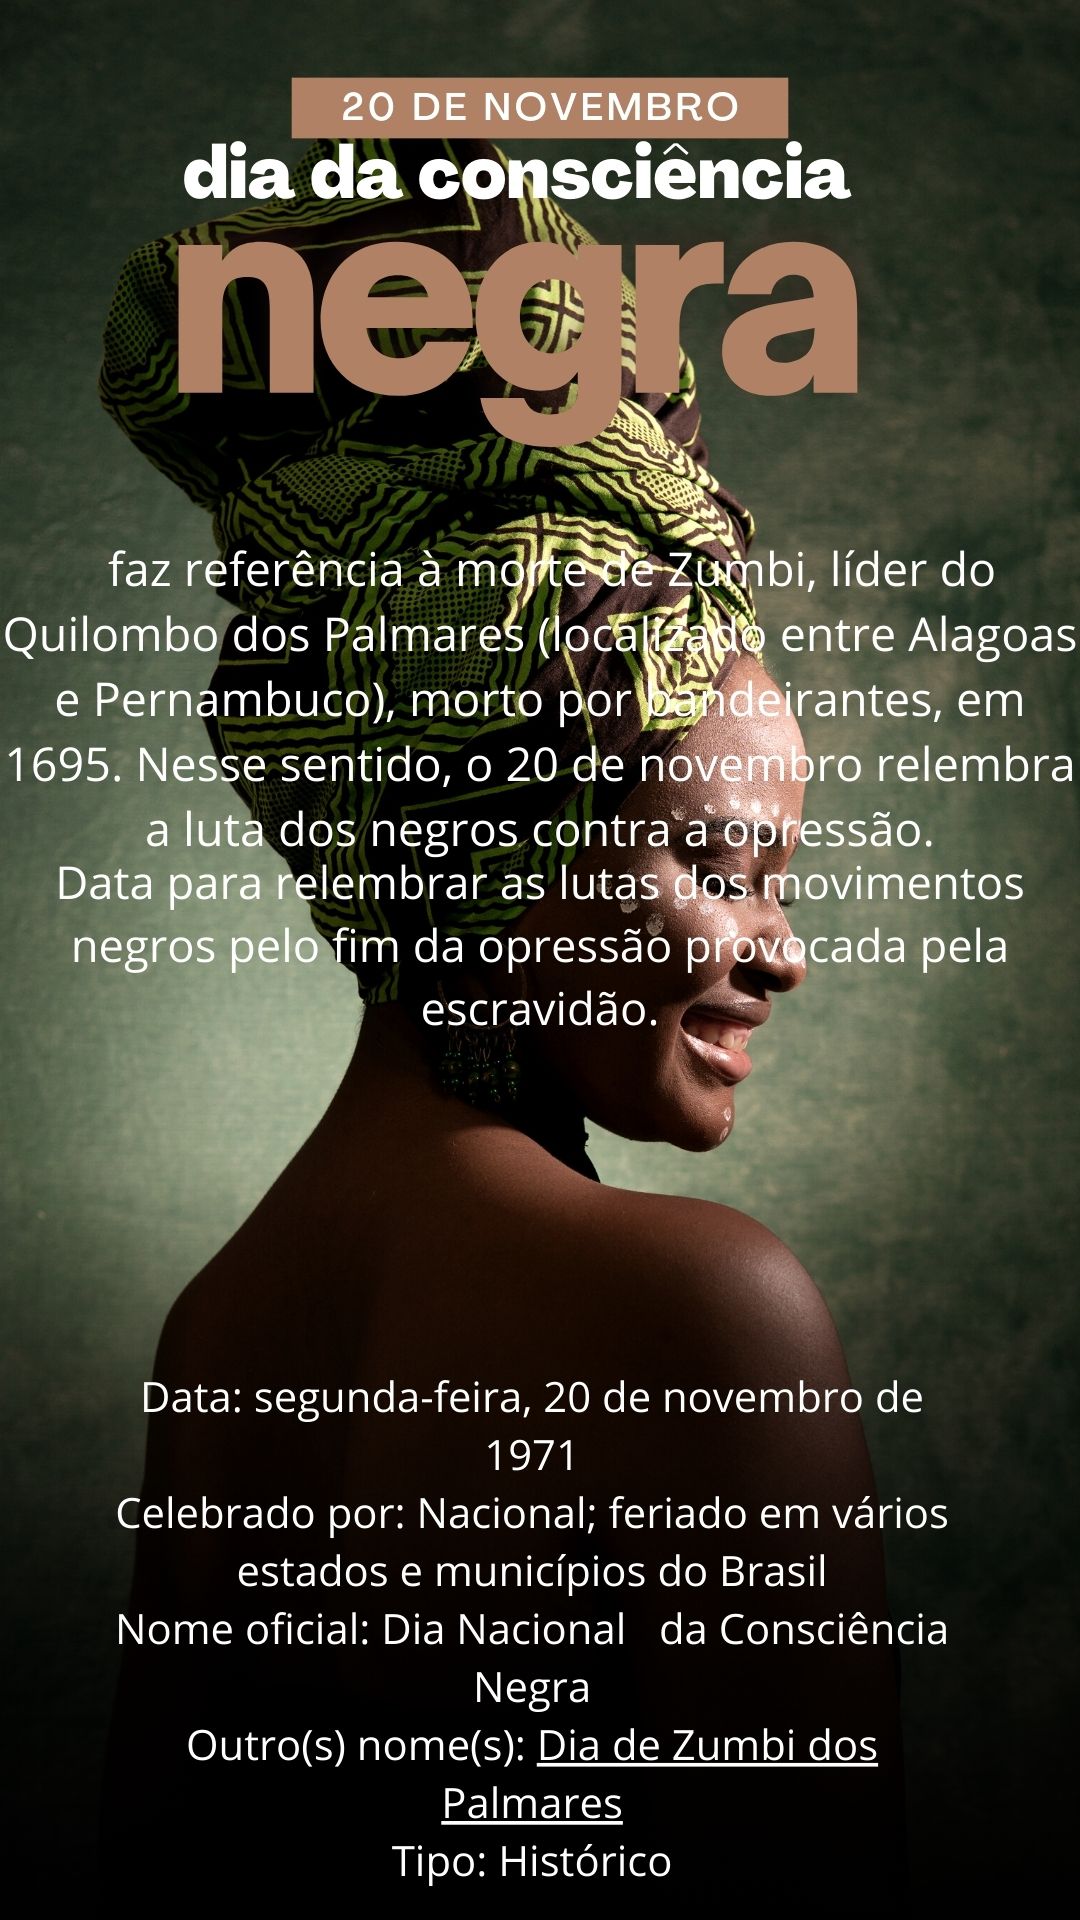 20 DE NOVEMBRO
dia da consciência
negra
faz referência à morte de Zumbi, líder do
Quilombo dos Palmares (localizado entre Alagoas
e Pernambuco), morto por bandeirantes, em
1695. Nesse sentido, o 20 de novembro relembra
a luta dos negros contra a opressão.
Data para relembrar as lutas dos movimentos
negros pelo fim da opressão provocada pela
escravidão.
Data: segunda-feira, 20 de novembro de
1971
Celebrado por: Nacional; feriado em vários
estados e municípios do Brasil
Nome oficial: Dia Nacional   da Consciência
Negra
Outro(s) nome(s): Dia de Zumbi dos
Palmares
Tipo: Histórico